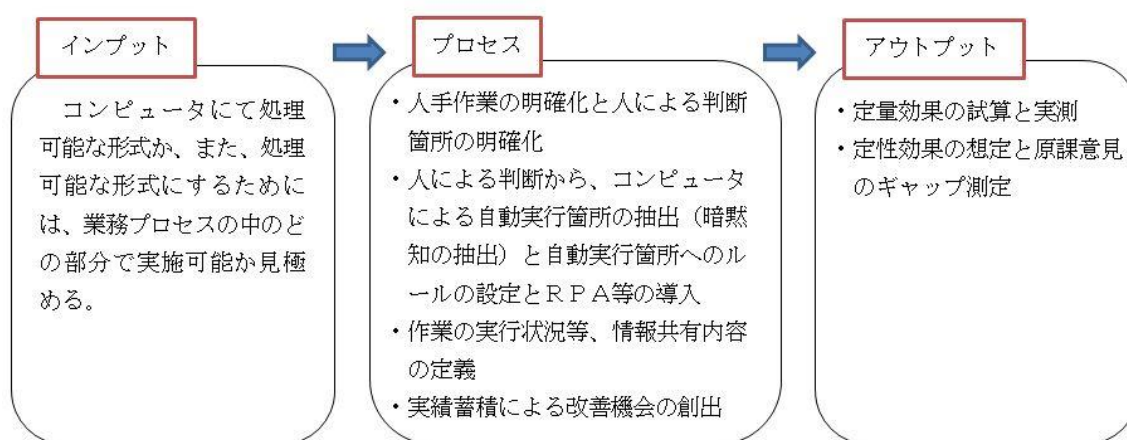 インプット
コンピュータにて処理
可能な形式か、また、処理
可能な形式にするために
は、業務プロセスの中のど
の部分で実施可能か見極
める。
プロセス
・人手作業の明確化と人による判断
箇所の明確化
・人による判断から、コンピュータ
による自動実行箇所の抽出（暗黙
知の抽出）と自動実行箇所へのル
ールの設定とＲＰＡ等の導入
・作業の実行状況等、情報共有内容
の定義
・実績蓄積による改善機会の創出
アウトプット
・定量効果の試算と実測
・定性効果の想定と原課意見
のギャップ測定